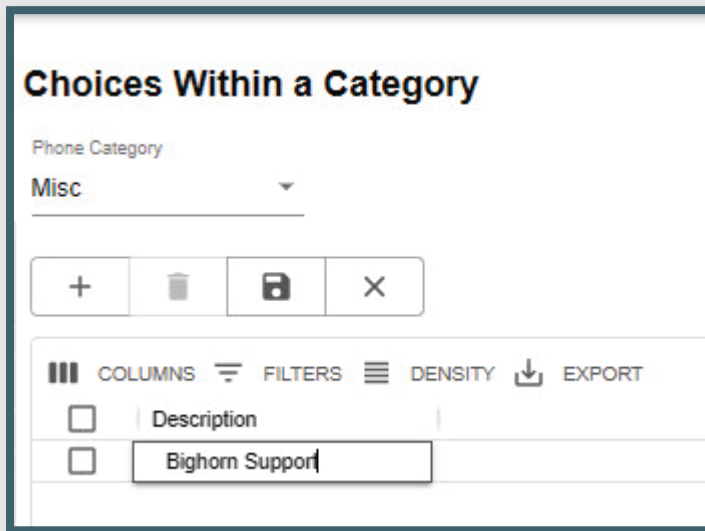 Choices Within a Category
Phone Category
Misc
COLUMNS FILTERS DENSITY EXPORT
Description
Bighorn Support